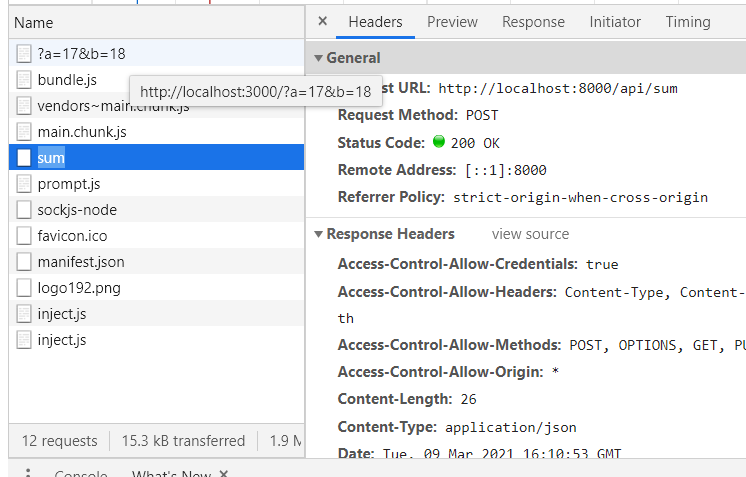 Name
× Headers Preview Response Initiator Timing
?a=17&b=18
bundle.js
vendors~main.chunk.js
main.chunk.js
sum
prompt.js
sockjs-node
favicon.ico
manifest.json
logo192.png
inject.js
inject.js
http://localhost:3000/?a=17&b=18
General
URL: http://localhost:8000/api/sum
Request Method: POST
Status Code: 200 OK
Remote Address: [::1]:8000
Referrer Policy: strict-origin-when-cross-origin
Response Headers view source
Access-Control-Allow-Credentials: true
Access-Control-Allow-Headers: Content-Type, Content-
th
Access-Control-Allow-Methods: POST, OPTIONS, GET, PU
Access-Control-Allow-Origin: *
Content-Length: 26
Content-Type: application/json
Date: Tue, 09 Mar 2021 16:10:53 GMT
12 requests 15.3 kB transferred 1.9 M
Console What's New ×